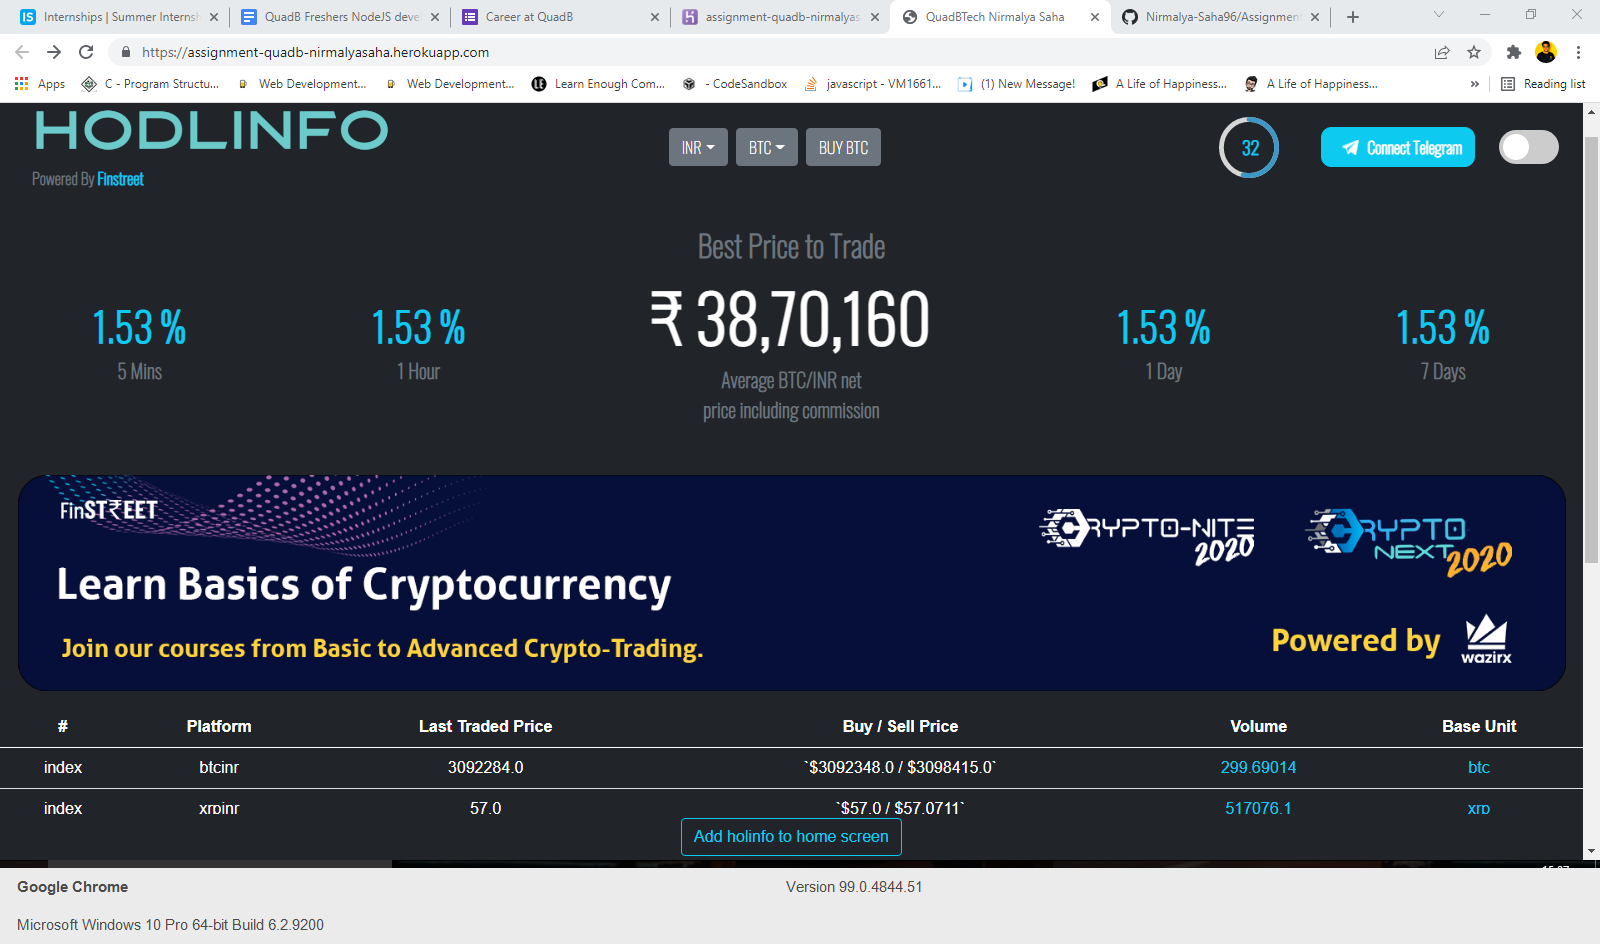 Internships | Summer Interns
QuadB Freshers NodeJS deve
Career at QuadB
assignment-quadb-nirmalyas
QuadBTech Nirmalya Saha
Nirmalya-Saha96/Assignment
https://assignment-quadb-nirmalyasaha.herokuapp.com
Apps
C - Program Structu...
Web Development...
Web Development...
Learn Enough Com...
- CodeSandbox
javascript - VM1661...
(1) New Message!
A Life of Happiness...
A Life of Happiness...
»
Reading list
HODLINFO
Powered By Finstreet
INR
BTC
BUY BTC
32
Connect Telegram
Best Price to Trade
₹ 38,70,160
Average BTC/INR net
price including commission
1.53 %
5 Mins
1.53 %
1 Hour
1.53 %
1 Day
1.53 %
7 Days
FinSTREET
Learn Basics of Cryptocurrency
Join our courses from Basic to Advanced Crypto-Trading.
CRYPTO-NITE
2020
CRYPTO
NEXT 2020
Powered by
wazirx
# Platform Last Traded Price Buy / Sell Price Volume Base Unit
index btcinr 3092284.0 `$3092348.0 / $3098415.0` 299.69014 btc
index xrpinr 57.0 `$57.0 / $57.0711` 517076.1 xrp
Add holinfo to home screen
Google Chrome Version 99.0.4844.51
Microsoft Windows 10 Pro 64-bit Build 6.2.9200